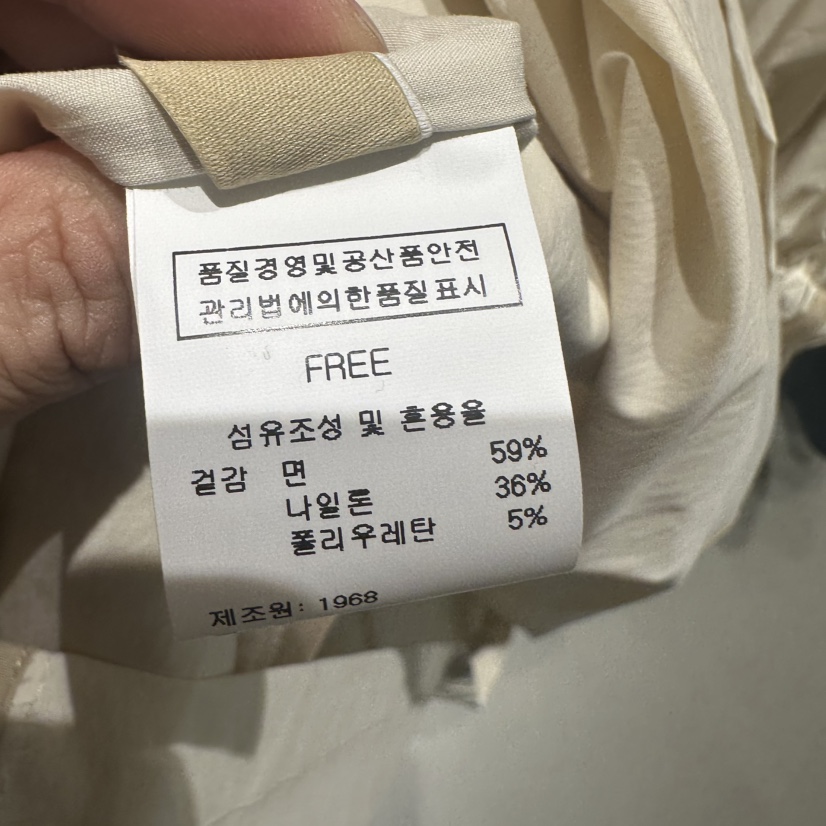 품질경영및공산품안전
관리법에의한품질표시
FREE
섬유조성 및 혼용율
겉감 면 59%
나일론 36%
폴리우레탄 5%
제조원: 1968